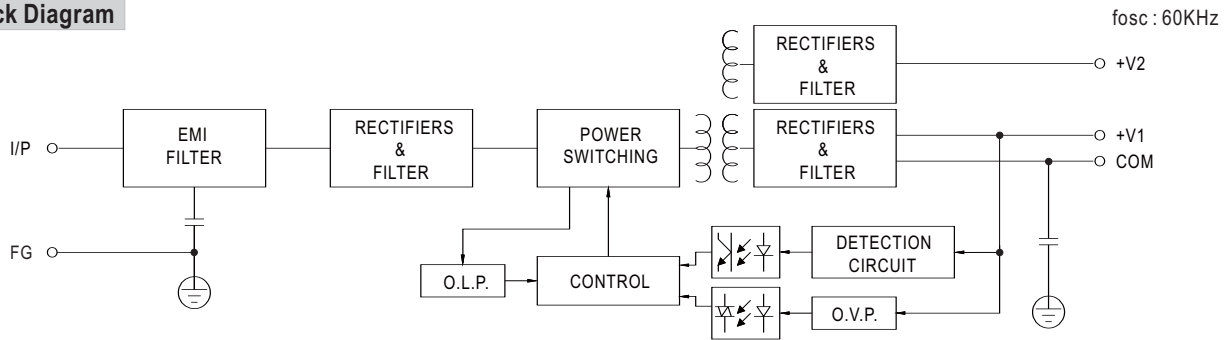 ck Diagram
fosc : 60KHz
RECTIFIERS
&
FILTER
+V2
I/P
EMI
FILTER
RECTIFIERS
&
FILTER
POWER
SWITCHING
RECTIFIERS
&
FILTER
+V1
COM
FG
O.L.P.
CONTROL
DETECTION
CIRCUIT
O.V.P.